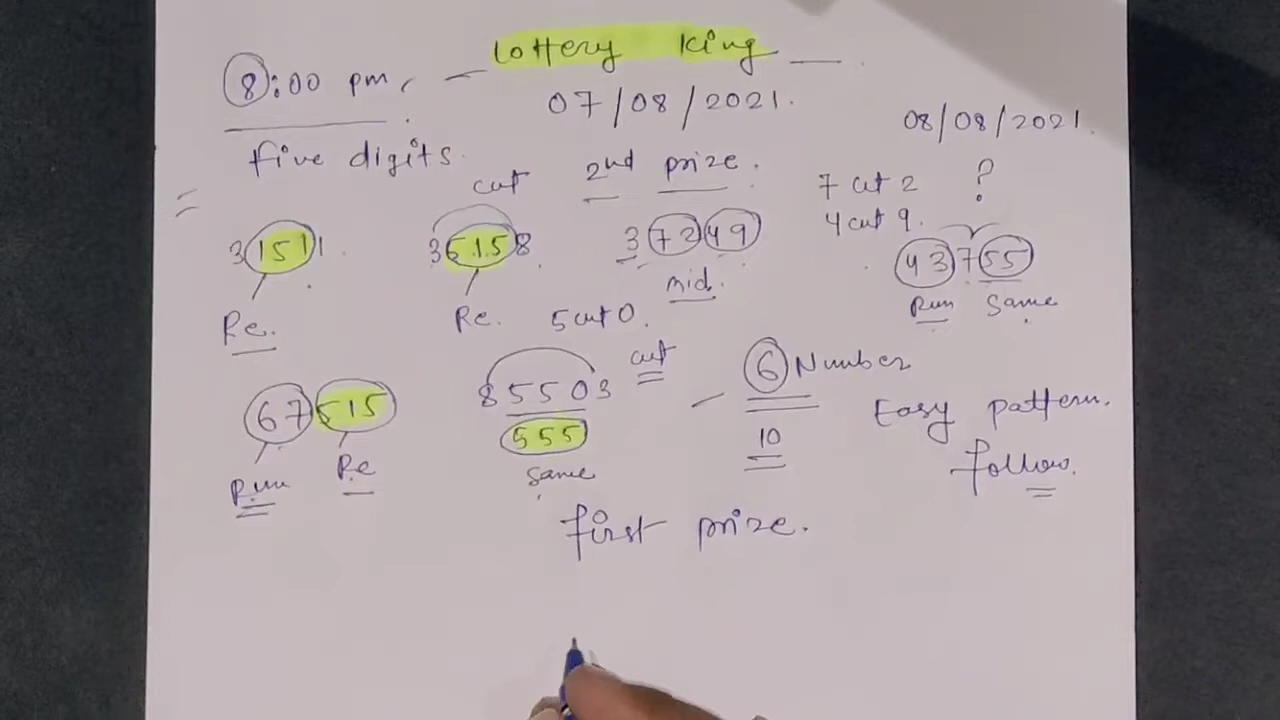 Lottery King
8:00 pm,
07/08/2021.
08/08/2021.
five digits.
cut
2nd prize.
7 cut 2
?
4 cut 9.
31511
35158
37249
43755
mid.
Run Same
Re.
Re.
5 cut 0.
cut
6 Number
67515
85503
Easy pattern.
555
10
follow.
Run
Re
Same
first prize.